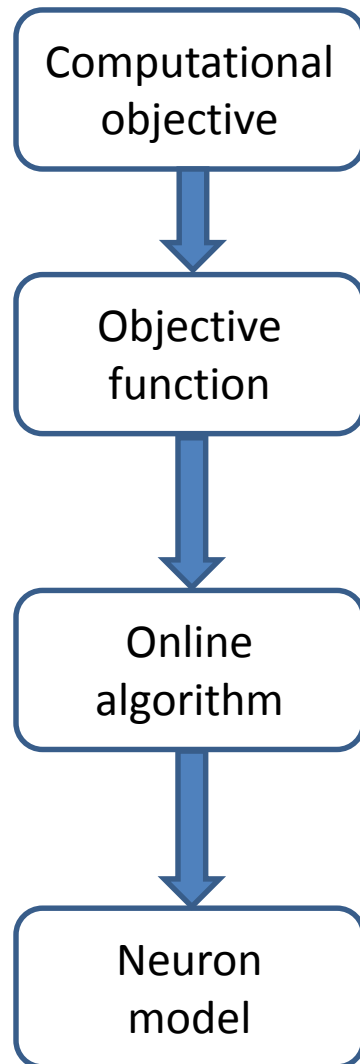 Computational
objective
Objective
function
Online
algorithm
Neuron
model